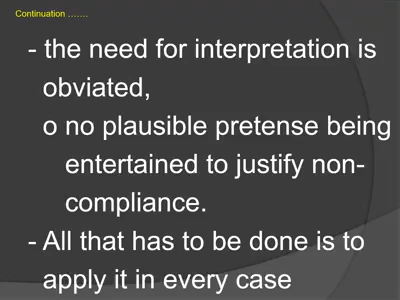 Continuation …….
- the need for interpretation is
obviated,
o no plausible pretense being
entertained to justify non-
compliance.
- All that has to be done is to
apply it in every case